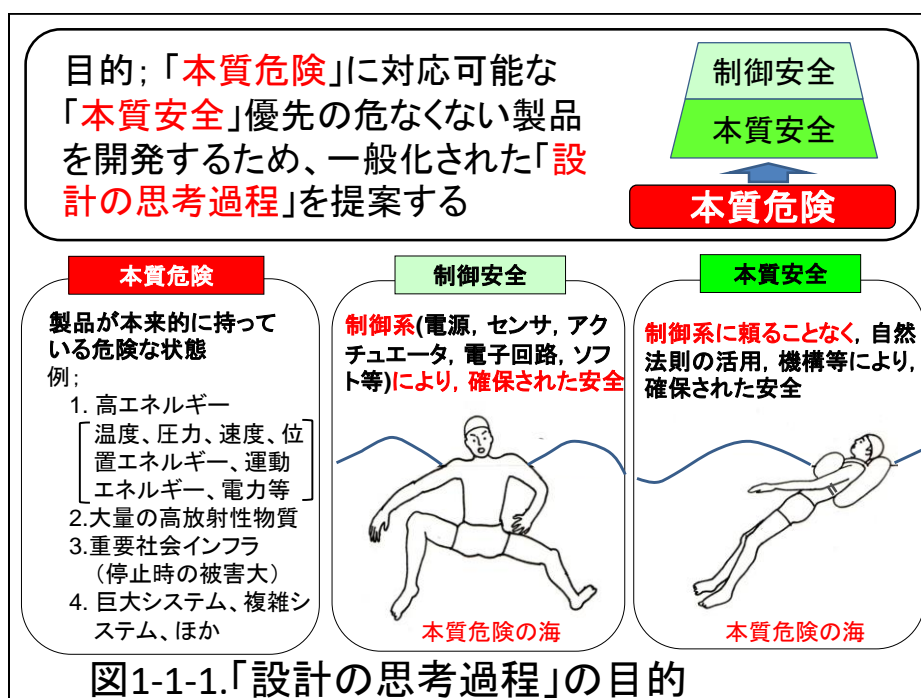 目的;「本質危険」に対応可能な
「本質安全」優先の危なくない製品
を開発するため、一般化された「設
計の思考過程」を提案する
制御安全
本質安全
本質危険
本質危険
製品が本来的に持って
いる危険な状態
例;
1. 高エネルギー
温度、圧力、速度、位
置エネルギー、運動
エネルギー、電力等
2.大量の高放射性物質
3.重要社会インフラ
（停止時の被害大）
4. 巨大システム、複雑シ
ステム、ほか
制御安全
制御系(電源, センサ, アク
チュエータ, 電子回路, ソフ
ト等)により, 確保された安全
本質危険の海
本質安全
制御系に頼ることなく, 自然
法則の活用, 機構等により,
確保された安全
本質危険の海
図1-1-1.「設計の思考過程」の目的